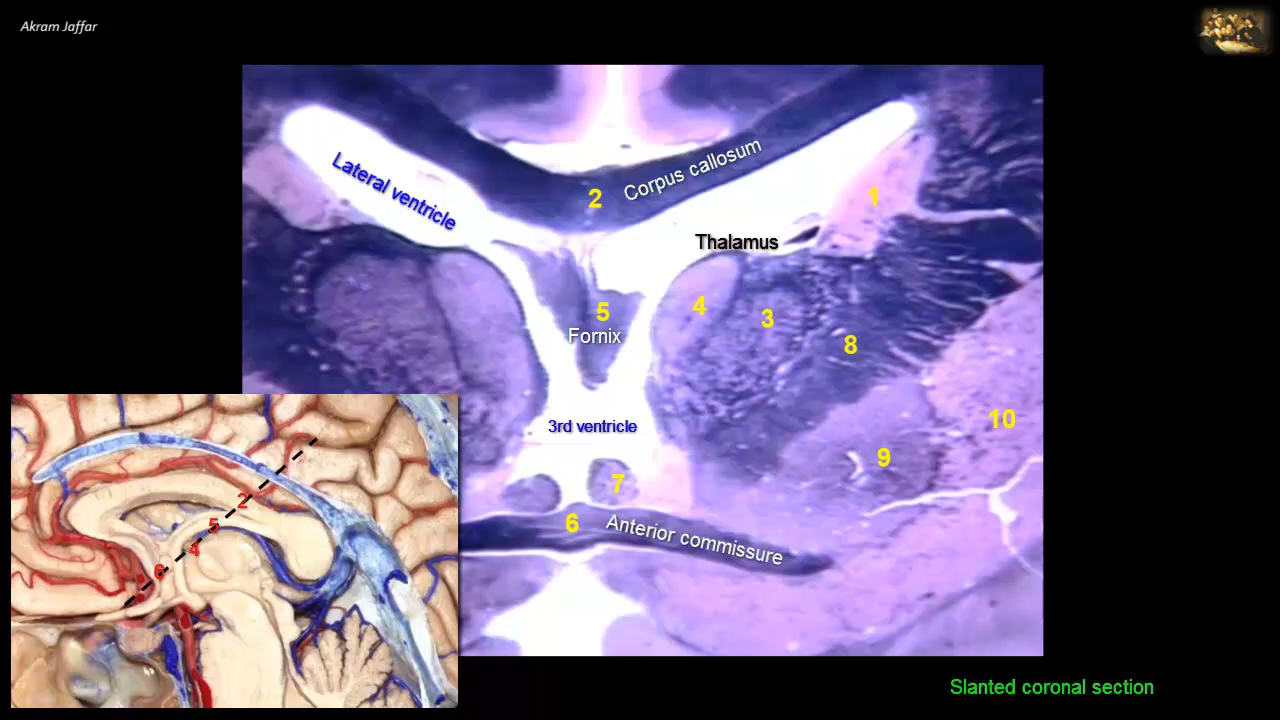 Akram Jaffar
Lateral ventricle
2
Corpus callosum
1
Thalamus
5
4
3
Fornix
8
3rd ventricle
10
9
7
6
Anterior commissure
2
5
4
6
Slanted coronal section